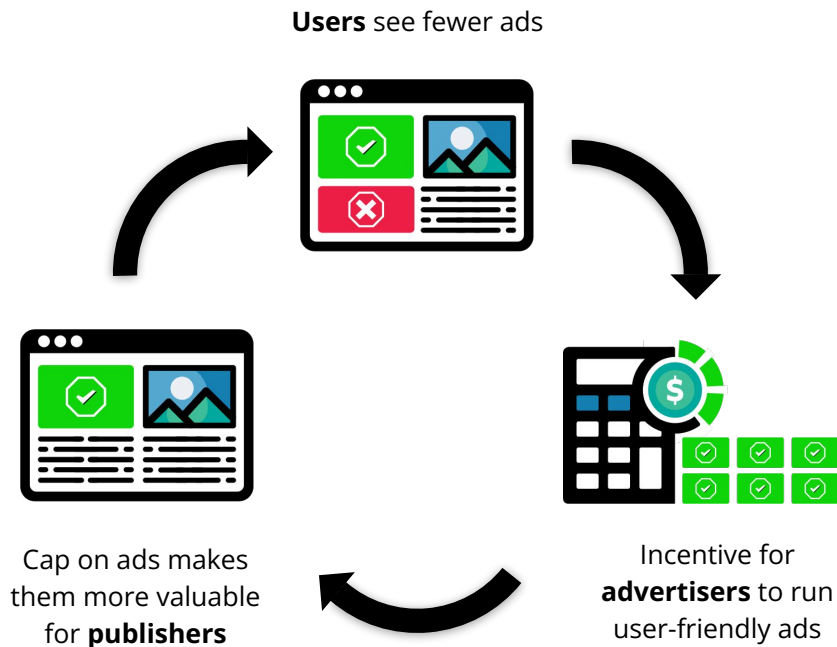 Users see fewer ads
$
Incentive for
advertisers to run
user-friendly ads
Cap on ads makes
them more valuable
for publishers